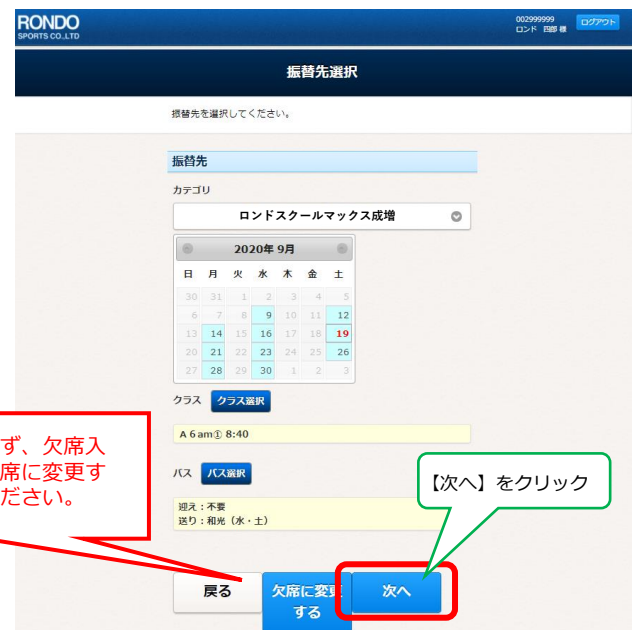 RONDO
SPORTS CO.,LTD
002999999
ロンド 四郎 様
ログアウト
振替先選択
振替先を選択してください。
振替先
カテゴリ
ロンドスクールマックス成増
2020年 9月
日 月 火 水 木 金 土
30 31 1 2 3 4 5
6 7 8 9 10 11 12
13 14 15 16 17 18 19
20 21 22 23 24 25 26
27 28 29 30 1 2 3
クラス クラス選択
A 6 am① 8:40
バス バス選択
迎え：不要
送り：和光（水・土）
ず、欠席入
席に変更す
ださい。
【次へ】をクリック
戻る
欠席に変更
する
次へ